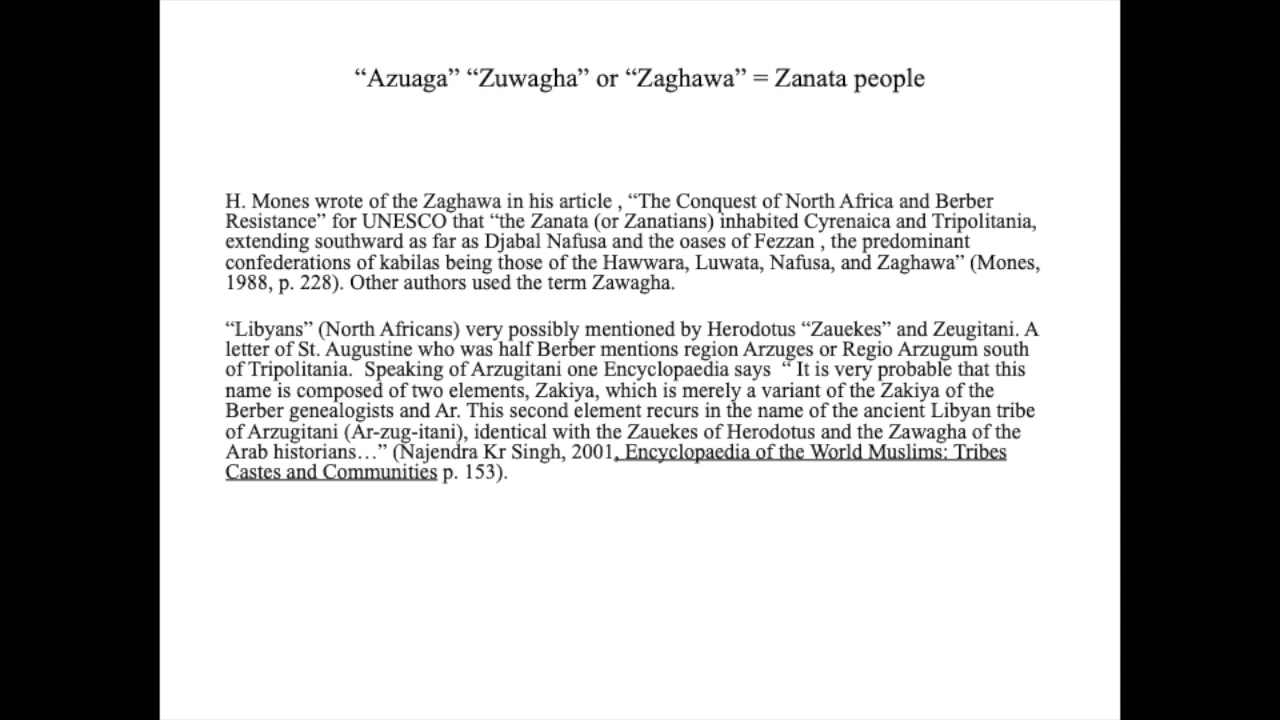 “Azuaga” “Zuwagha” or “Zaghawa” = Zanata people
H. Mones wrote of the Zaghawa in his article , “The Conquest of North Africa and Berber
Resistance” for UNESCO that “the Zanata (or Zanatians) inhabited Cyrenaica and Tripolitania,
extending southward as far as Djabal Nafusa and the oases of Fezzan , the predominant
confederations of kabilas being those of the Hawwara, Luwata, Nafusa, and Zaghawa” (Mones,
1988, p. 228). Other authors used the term Zawagha.
“Libyans” (North Africans) very possibly mentioned by Herodotus “Zauekes” and Zeugitani. A
letter of St. Augustine who was half Berber mentions region Arzuges or Regio Arzugum south
of Tripolitania.  Speaking of Arzugitani one Encyclopaedia says  “ It is very probable that this
name is composed of two elements, Zakiya, which is merely a variant of the Zakiya of the
Berber genealogists and Ar. This second element recurs in the name of the ancient Libyan tribe
of Arzugitani (Ar-zug-itani), identical with the Zauekes of Herodotus and the Zawagha of the
Arab historians…” (Najendra Kr Singh, 2001, Encyclopaedia of the World Muslims: Tribes
Castes and Communities p. 153).